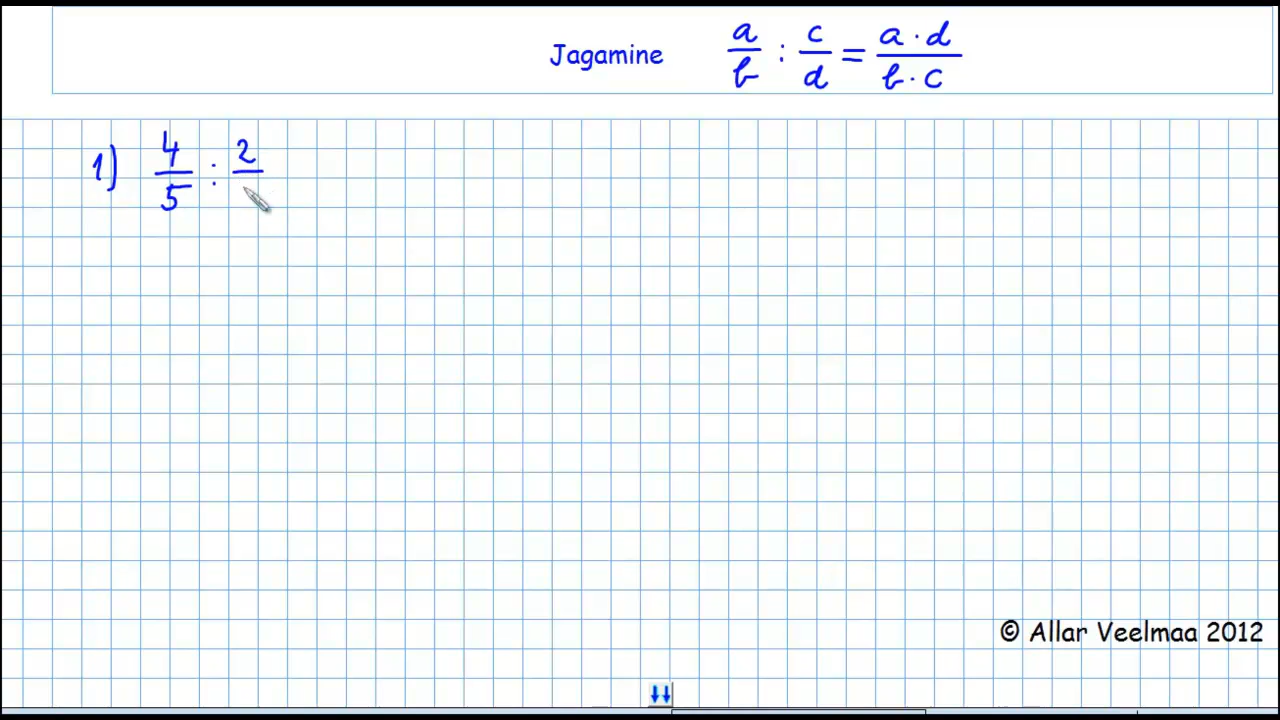 Jagamine a/b : c/d = a · d / b · c
1) 4/5 : 2/
© Allar Veelmaa 2012